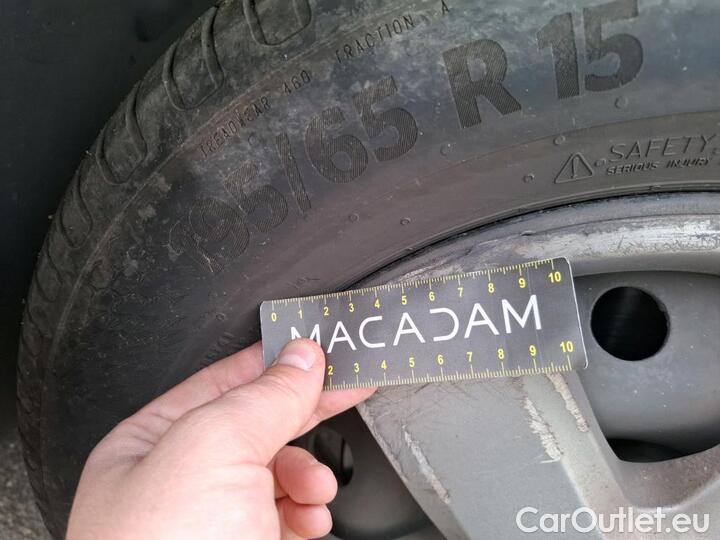 TREADWEAR 460 TRACTION A
195/65 R 15
SAFETY
SERIOUS INJURY
0 1 2 3 4 5 6 7 8 9 10
MACADAM
2 3 4 5 6 7 8 9 10
CarOutlet.eu